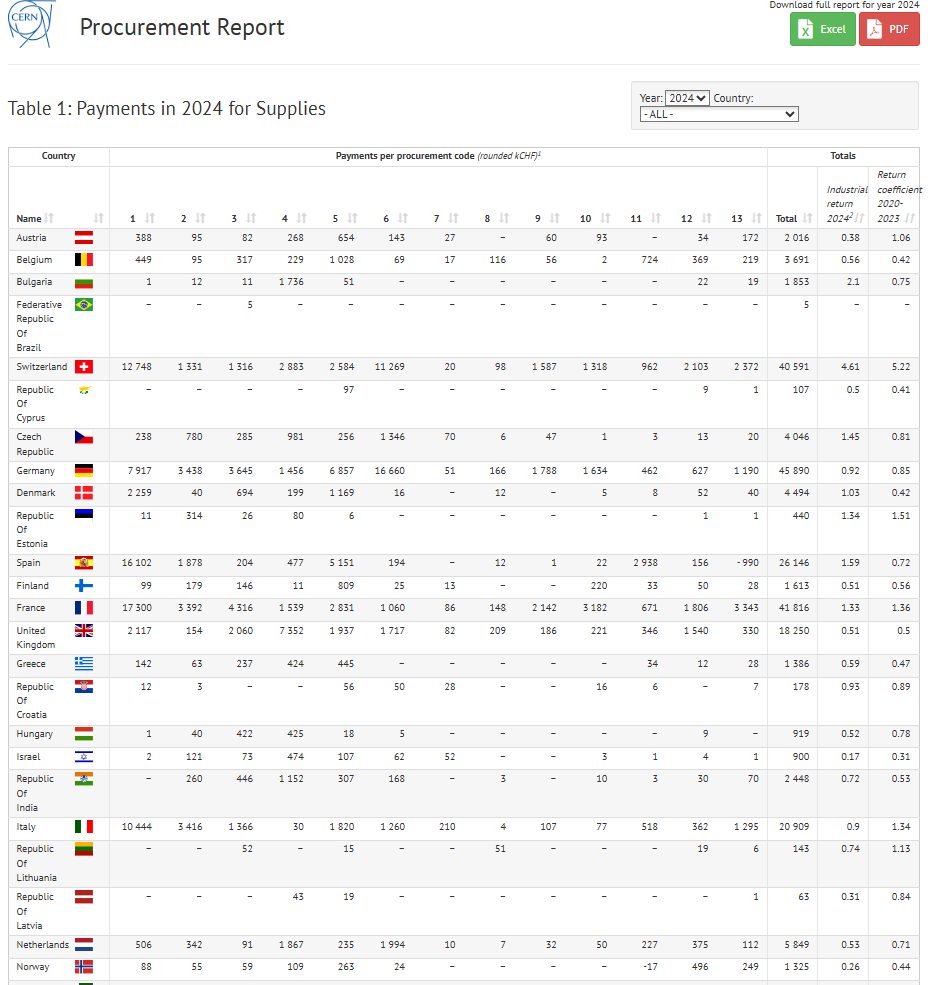 Download full report for year 2024
CERN
Procurement Report
Excel
PDF
Table 1: Payments in 2024 for Supplies
Year: 2024 Country:
- ALL -
Country Payments per procurement code (rounded kCHF)1 Totals
Name 1 2 3 4 5 6 7 8 9 10 11 12 13 Total Industrial return 20242 Return coefficient 2020-2023
Austria 388 95 82 268 654 143 27 – 60 93 – 34 172 2 016 0.38 1.06
Belgium 449 95 317 229 1 028 69 17 116 56 2 724 369 219 3 691 0.56 0.42
Bulgaria 1 12 11 1 736 51 – – – – – – 22 19 1 853 2.1 0.75
Federative Republic Of Brazil – – 5 – – – – – – – – – – 5 – –
Switzerland 12 748 1 331 1 316 2 883 2 584 11 269 20 98 1 587 1 318 962 2 103 2 372 40 591 4.61 5.22
Republic Of Cyprus – – – – 97 – – – – – – 9 1 107 0.5 0.41
Czech Republic 238 780 285 981 256 1 346 70 6 47 1 3 13 20 4 046 1.45 0.81
Germany 7 917 3 438 3 645 1 456 6 857 16 660 51 166 1 788 1 634 462 627 1 190 45 890 0.92 0.85
Denmark 2 259 40 694 199 1 169 16 – 12 – 5 8 52 40 4 494 1.03 0.42
Republic Of Estonia 11 314 26 80 6 – – – – – – 1 1 440 1.34 1.51
Spain 16 102 1 878 204 477 5 151 194 – 12 1 22 2 938 156 -990 26 146 1.59 0.72
Finland 99 179 146 11 809 25 13 – – 220 33 50 28 1 613 0.51 0.56
France 17 300 3 392 4 316 1 539 2 831 1 060 86 148 2 142 3 182 671 1 806 3 343 41 816 1.33 1.36
United Kingdom 2 117 154 2 060 7 352 1 937 1 717 82 209 186 221 346 1 540 330 18 250 0.51 0.5
Greece 142 63 237 424 445 – – – – – 34 12 28 1 386 0.59 0.47
Republic Of Croatia 12 3 – – 56 50 28 – – 16 6 – 7 178 0.93 0.89
Hungary 1 40 422 425 18 5 – – – – – 9 – 919 0.52 0.78
Israel 2 121 73 474 107 62 52 – – 3 1 4 1 900 0.17 0.31
Republic Of India – 260 446 1 152 307 168 – 3 – 10 3 30 70 2 448 0.72 0.53
Italy 10 444 3 416 1 366 30 1 820 1 260 210 4 107 77 518 362 1 295 20 909 0.9 1.34
Republic Of Lithuania – – 52 – 15 – – 51 – – – 19 6 143 0.74 1.13
Republic Of Latvia – – – 43 19 – – – – – – – 1 63 0.31 0.84
Netherlands 506 342 91 1 867 235 1 994 10 7 32 50 227 375 112 5 849 0.53 0.71
Norway 88 55 59 109 263 24 – – – – -17 496 249 1 325 0.26 0.44